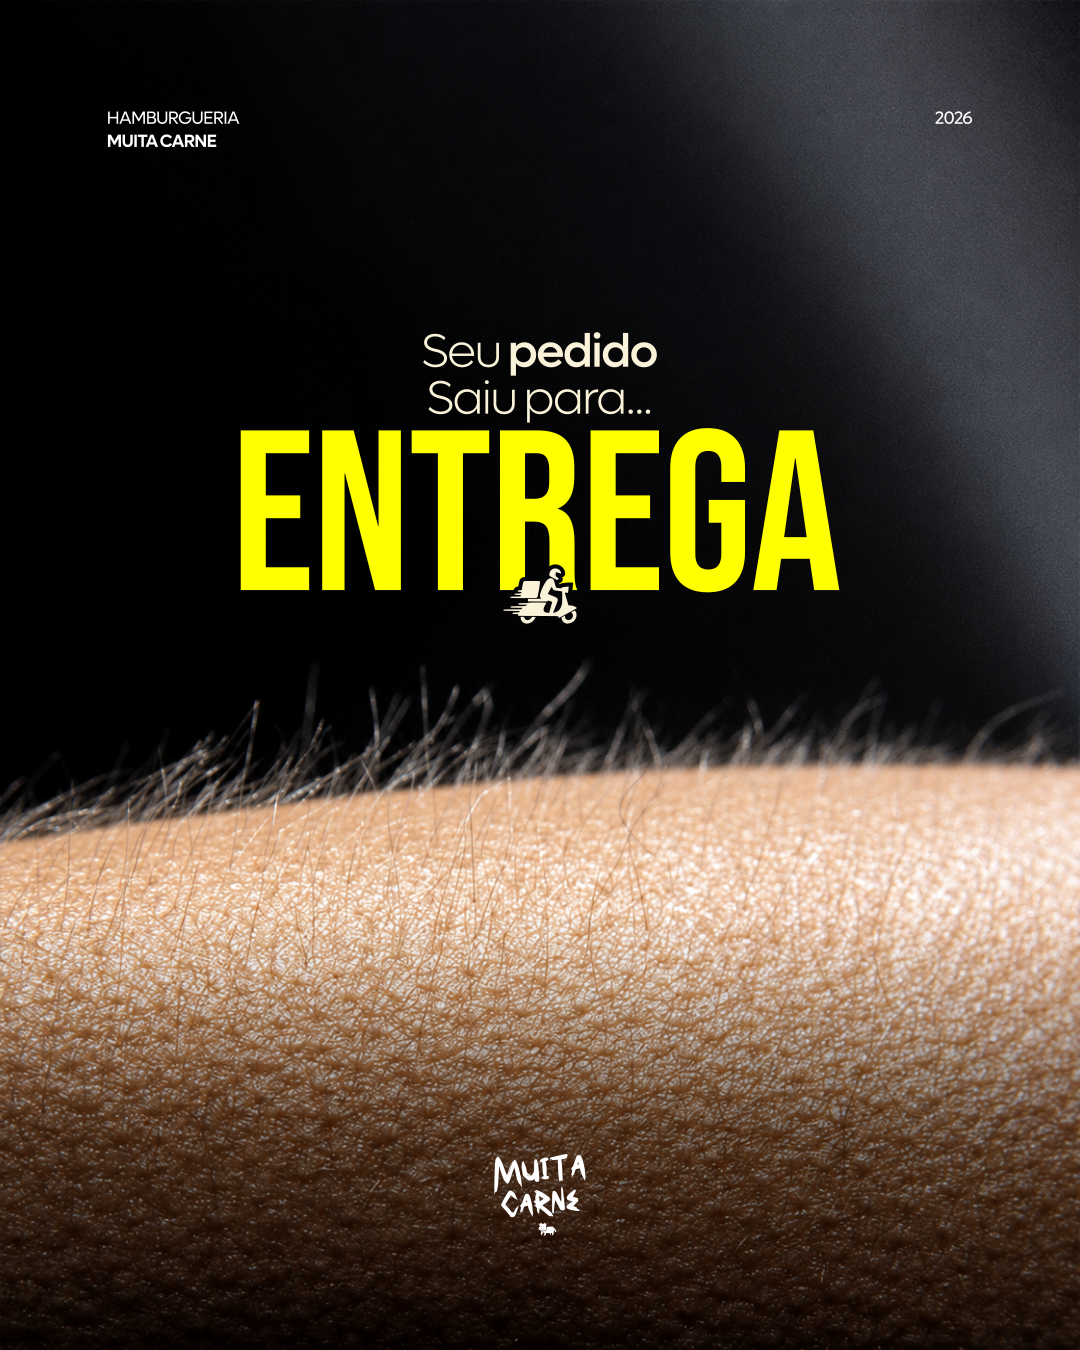 HAMBURGUERIA
MUITA CARNE
2026
Seu pedido
Saiu para...
ENTREGA
MUITA
CARNE